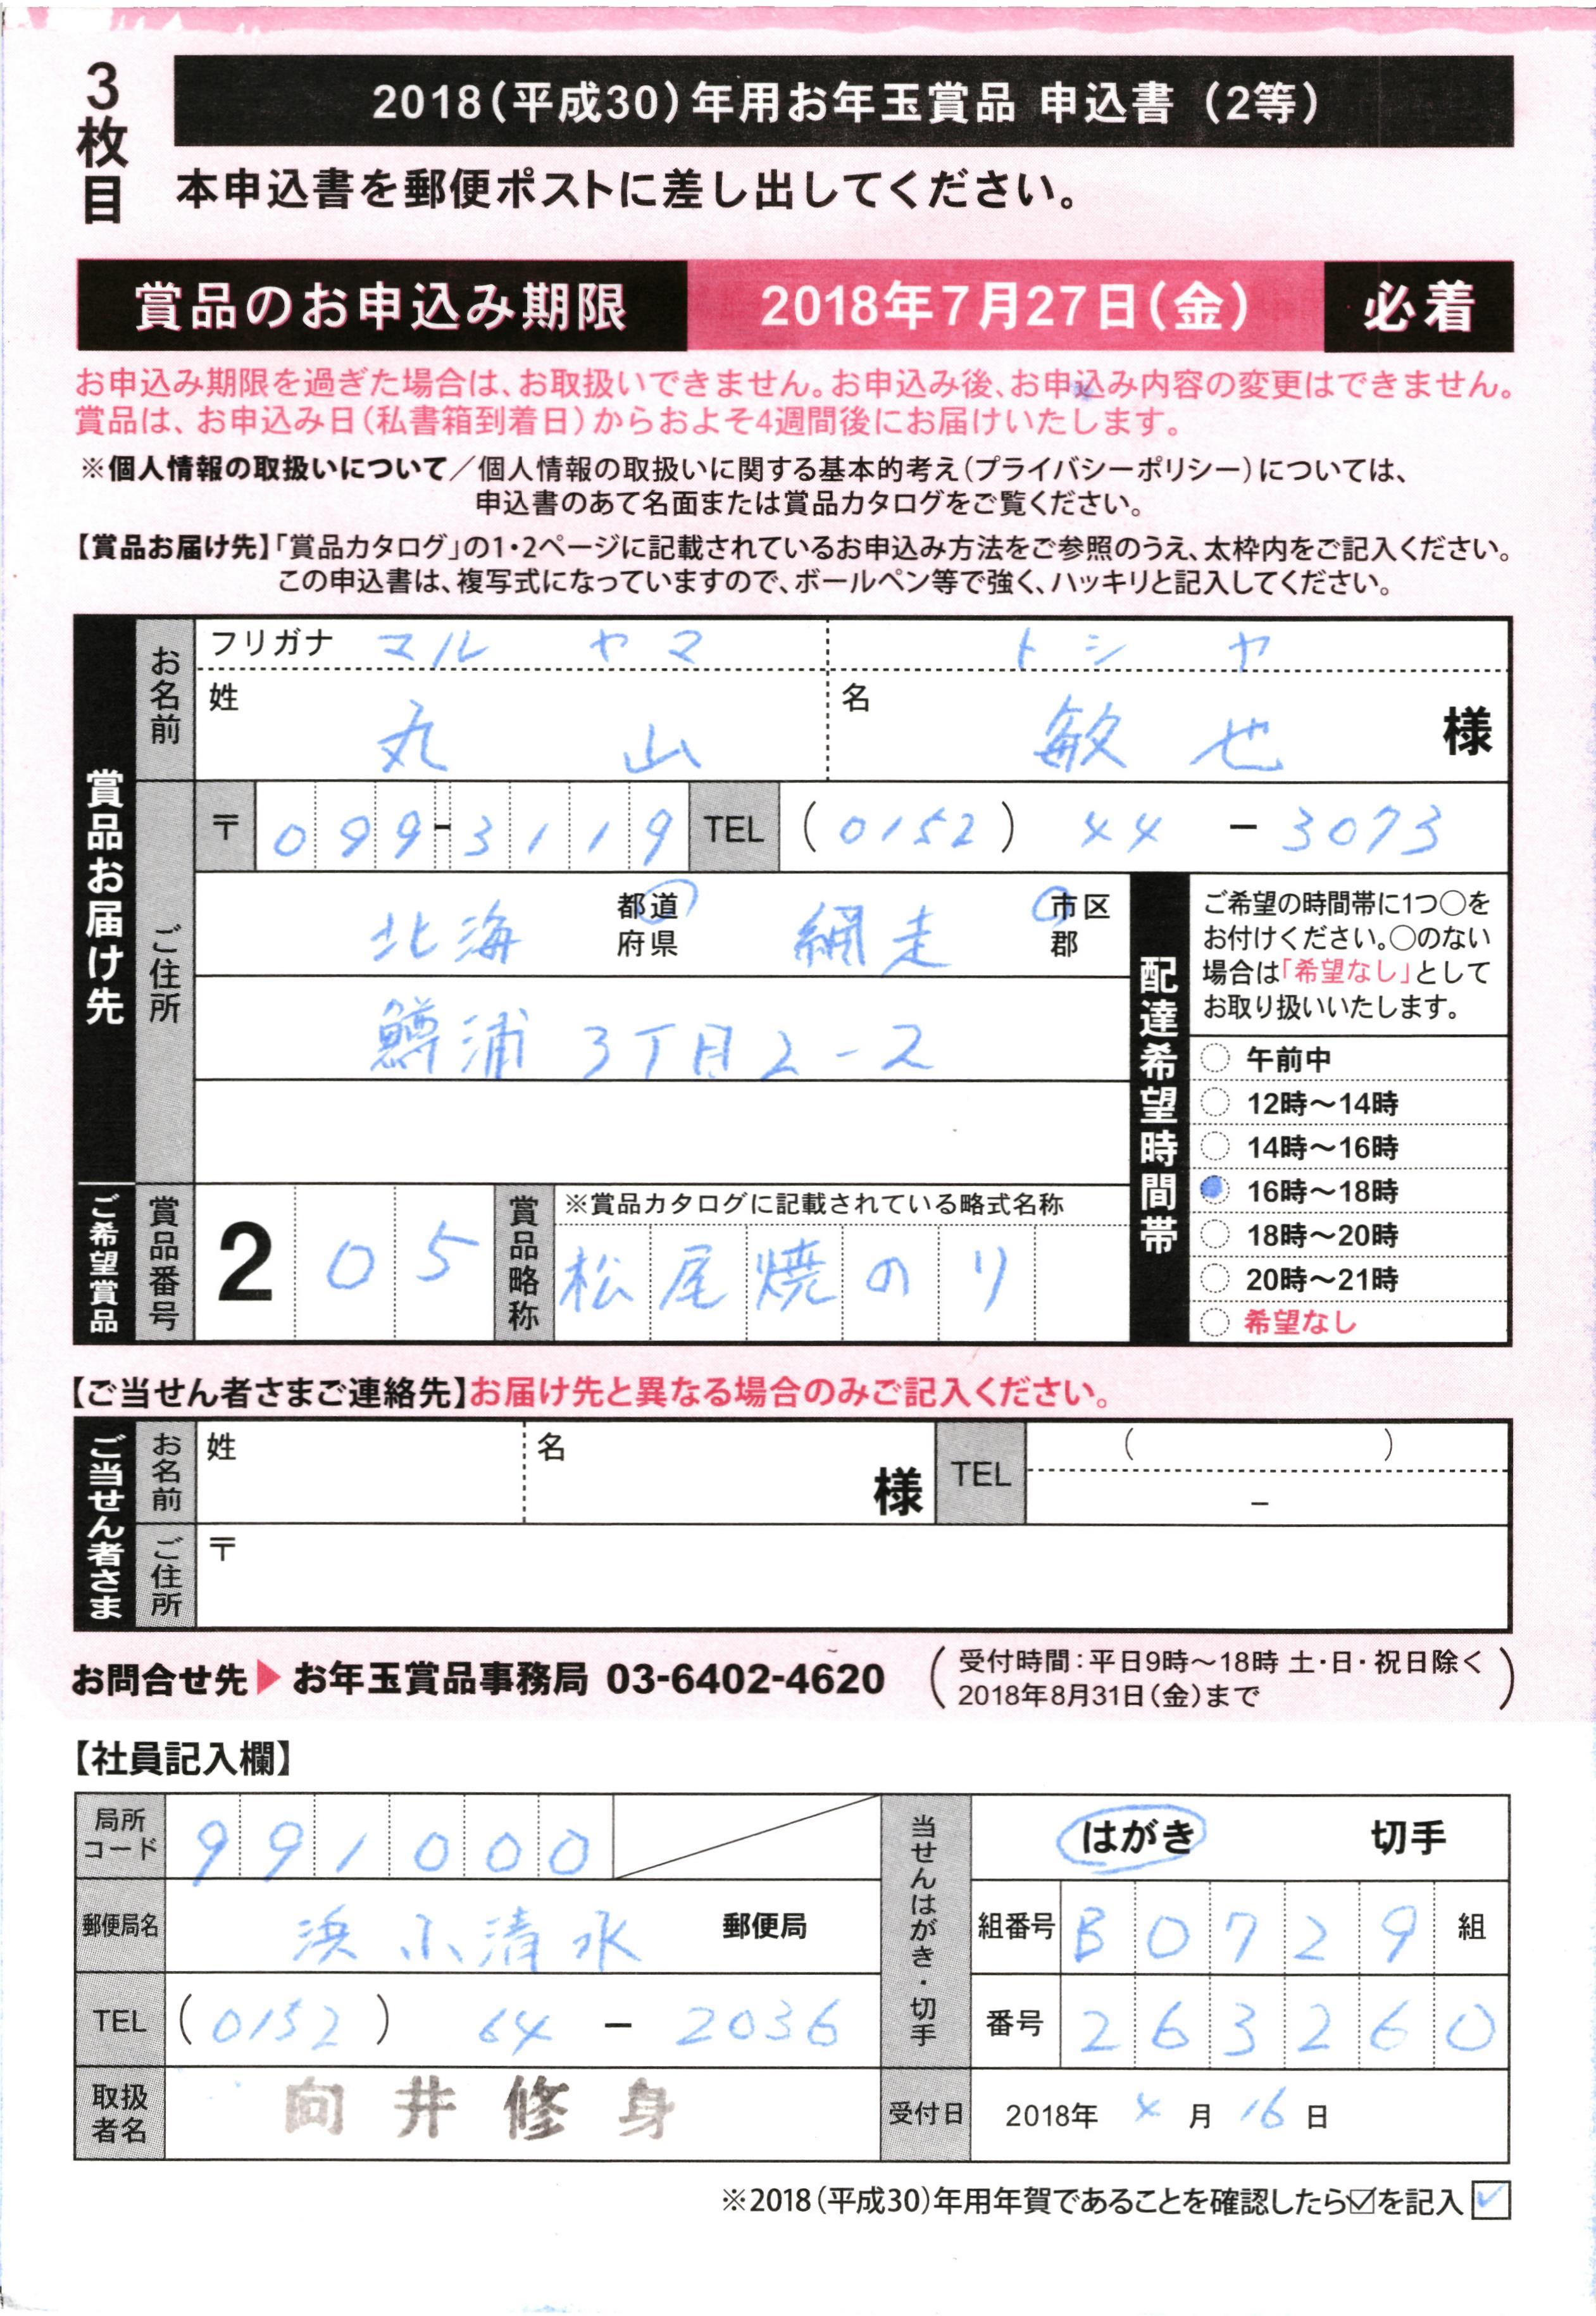 3枚目
2018(平成30)年用お年玉賞品 申込書(2等)
本申込書を郵便ポストに差し出してください。
賞品のお申込み期限 2018年7月27日(金) 必着
お申込み期限を過ぎた場合は、お取扱いできません。お申込み後、お申込み内容の変更はできません。
賞品は、お申込み日(私書箱到着日)からおよそ4週間後にお届けいたします。
※個人情報の取扱いについて/個人情報の取扱いに関する基本的考え(プライバシーポリシー)については、
申込書のあて名面または賞品カタログをご覧ください。
【賞品お届け先】「賞品カタログ」の1・2ページに記載されているお申込み方法をご参照のうえ、太枠内をご記入ください。
この申込書は、複写式になっていますので、ボールペン等で強く、ハッキリと記入してください。
賞品お届け先
お名前
フリガナ マル ヤマ トシ ヤ
姓 丸 山 名 敏 也 様
ご住所
〒 099-3119 TEL (0152) 44 - 3073
北海 都道府県 網走 市区郡
鱒浦 3丁目2-2
配達希望時間帯
ご希望の時間帯に1つ○を
お付けください。○のない
場合は「希望なし」として
お取り扱いいたします。
午前中
12時~14時
14時~16時
16時~18時
18時~20時
20時~21時
希望なし
ご希望賞品
賞品番号 2 0 5
賞品略称 ※賞品カタログに記載されている略式名称
松尾焼のり
【ご当せん者さまご連絡先】お届け先と異なる場合のみご記入ください。
ご当せん者さま
お名前 姓 名 様 TEL ( ) -
ご住所 〒
お問合せ先▶お年玉賞品事務局 03-6402-4620
(受付時間:平日9時~18時 土・日・祝日除く
2018年8月31日(金)まで)
【社員記入欄】
局所コード 991000
郵便局名 浜小清水 郵便局
TEL (0152) 64 - 2036
取扱者名 向井修身
当せんはがき・切手
はがき 切手
組番号 B0729 組
番号 263260
受付日 2018年 4 月 16 日
※2018(平成30)年用年賀であることを確認したら☑を記入 ✓